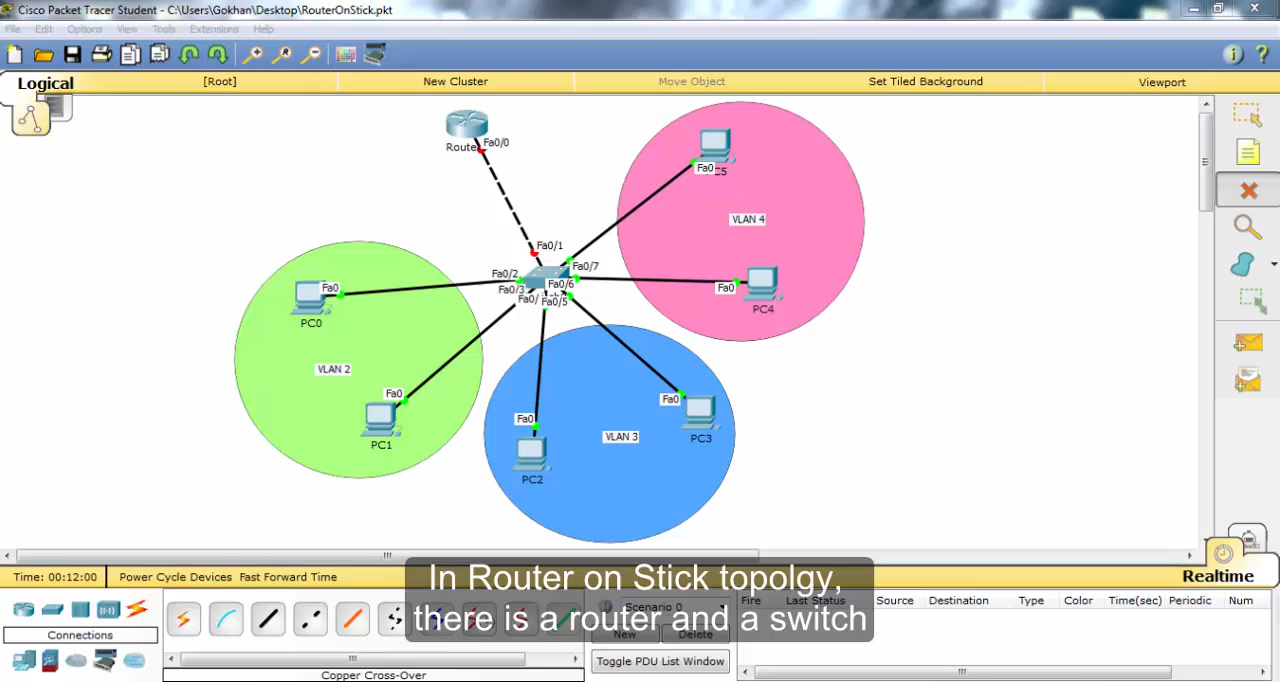 Cisco Packet Tracer Student - C:\Users\Gokhan\Desktop\RouterOnStick.pkt
File Edit Options View Tools Extensions Help
Logical [Root] New Cluster Move Object Set Tiled Background Viewport
Fa0/0
Fa0
PC5
VLAN 4
Fa0/1
Fa0/7
Fa0/2
Fa0/3
Fa0/6
Fa0/
Fa0/5
Fa0
PC0
Fa0
PC4
VLAN 2
Fa0
PC1
Fa0
PC3
VLAN 3
Fa0
PC2
Time: 00:12:00 Power Cycle Devices Fast Forward Time
Realtime
In Router on Stick topolgy,
there is a router and a switch
Scenario 0
New Delete
Toggle PDU List Window
Fire Last Status Source Destination Type Color Time(sec) Periodic Num
Connections
Copper Cross-Over